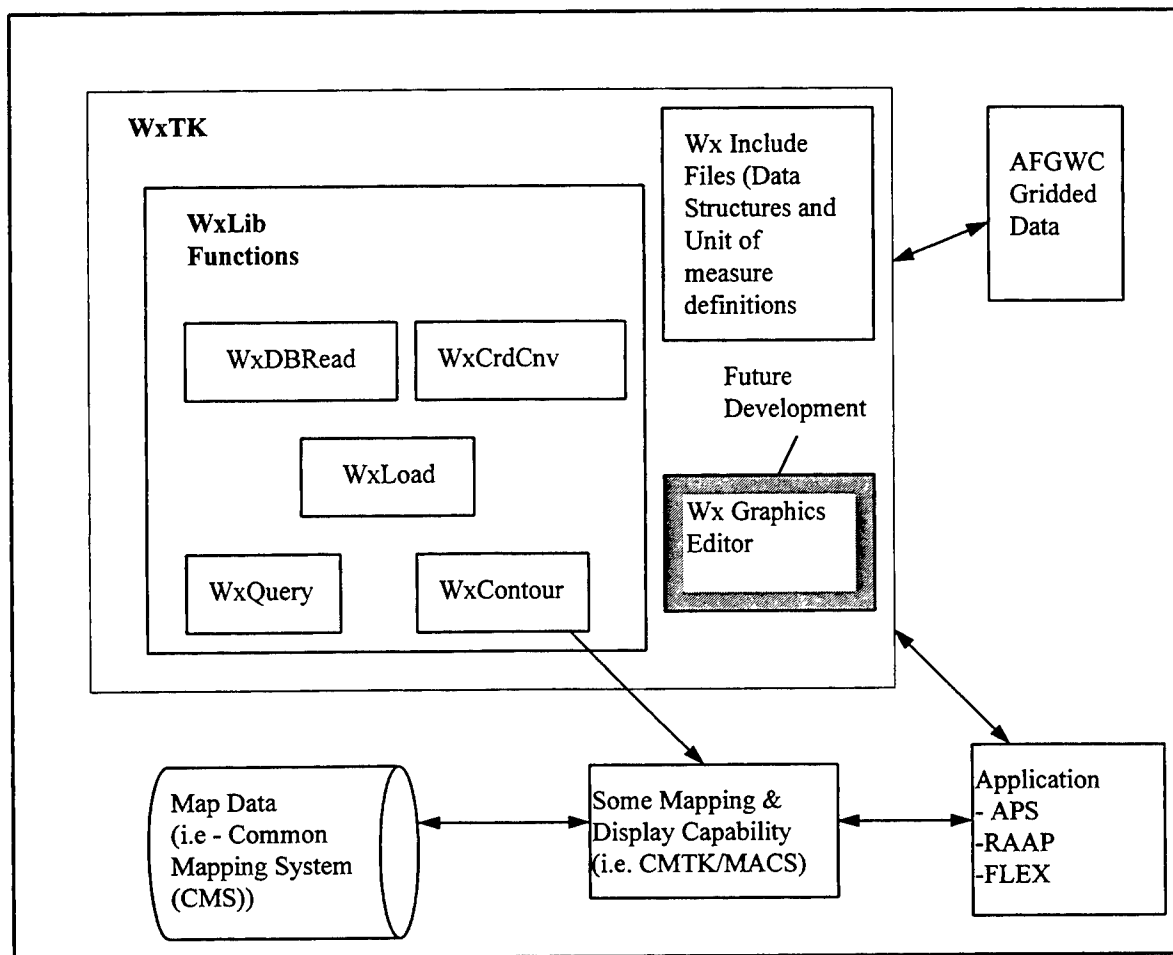 WxTK
WxLib
Functions
WxDBRead
WxCrdCnv
WxLoad
WxQuery
WxContour
Wx Include
Files (Data
Structures and
Unit of
measure
definitions
Future
Development
Wx Graphics
Editor
AFGWC
Gridded
Data
Map Data
(i.e - Common
Mapping System
(CMS))
Some Mapping &
Display Capability
(i.e. CMTK/MACS)
Application
- APS
-RAAP
-FLEX